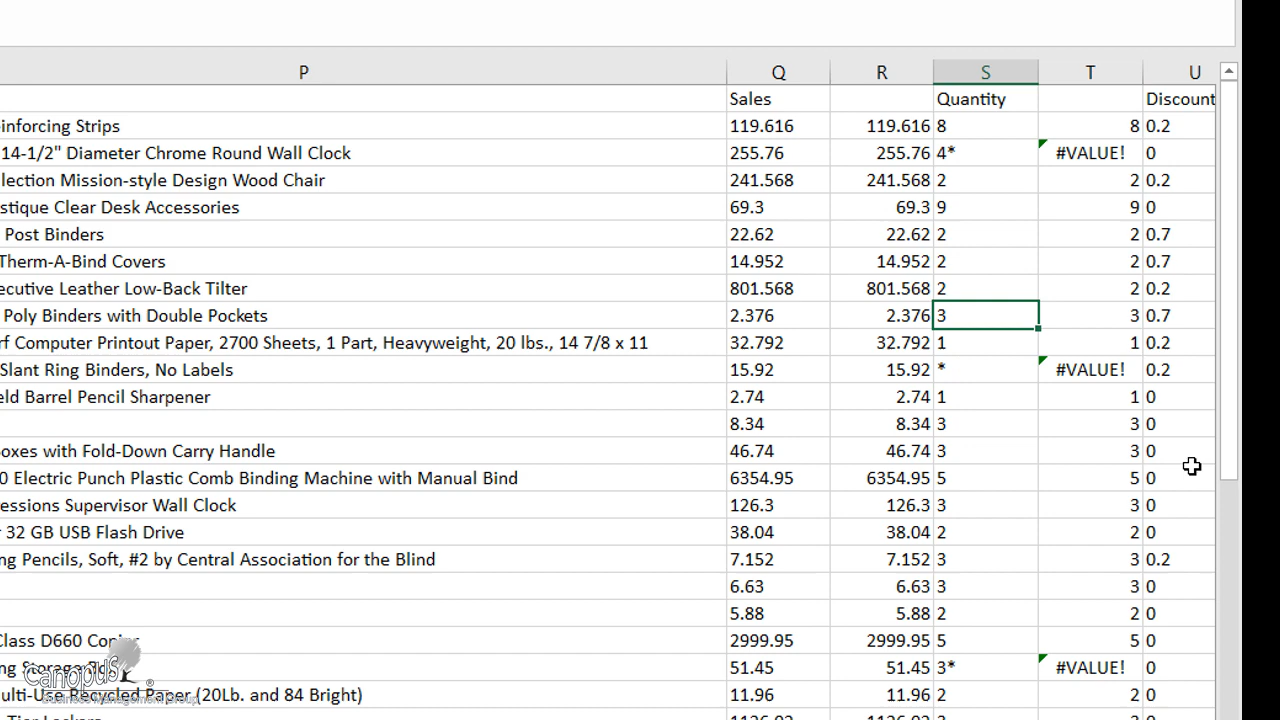 P Q R S T U
Sales Quantity Discount
inforcing Strips 119.616 119.616 8 8 0.2
14-1/2" Diameter Chrome Round Wall Clock 255.76 255.76 4* #VALUE! 0
llection Mission-style Design Wood Chair 241.568 241.568 2 2 0.2
stique Clear Desk Accessories 69.3 69.3 9 9 0
Post Binders 22.62 22.62 2 2 0.7
Therm-A-Bind Covers 14.952 14.952 2 2 0.7
ecutive Leather Low-Back Tilter 801.568 801.568 2 2 0.2
Poly Binders with Double Pockets 2.376 2.376 3 3 0.7
rf Computer Printout Paper, 2700 Sheets, 1 Part, Heavyweight, 20 lbs., 14 7/8 x 11 32.792 32.792 1 1 0.2
Slant Ring Binders, No Labels 15.92 15.92 * #VALUE! 0.2
eld Barrel Pencil Sharpener 2.74 2.74 1 1 0
8.34 8.34 3 3 0
oxes with Fold-Down Carry Handle 46.74 46.74 3 3 0
0 Electric Punch Plastic Comb Binding Machine with Manual Bind 6354.95 6354.95 5 5 0
essions Supervisor Wall Clock 126.3 126.3 3 3 0
32 GB USB Flash Drive 38.04 38.04 2 2 0
ng Pencils, Soft, #2 by Central Association for the Blind 7.152 7.152 3 3 0.2
6.63 6.63 3 3 0
5.88 5.88 2 2 0
Class D660 Copier 2999.95 2999.95 5 5 0
ng Storage 51.45 51.45 3* #VALUE! 0
ulti-Use Recycled Paper (20Lb. and 84 Bright) 11.96 11.96 2 2 0
Canopus®
Business Management Group